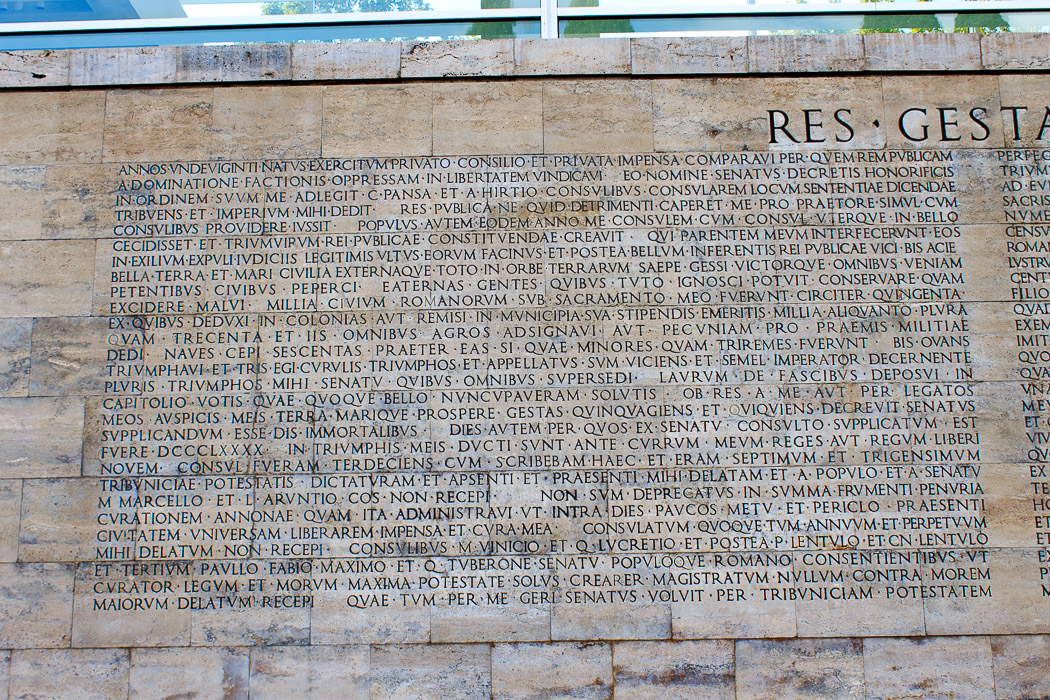 RES · GESTA
ANNOS VNDEVIGINTI NATVS EXERCITVM PRIVATO · CONSILIO · ET · PRIVATA IMPENSA COMPARAVI PER · QVEM REM PVBLICAM
A DOMINATIONE FACTIONIS OPPRESSAM · IN · LIBERTATEM VINDICAVI EO · NOMINE SENATVS DECRETIS HONORIFICIS
IN · ORDINEM SVVM · ME · ADLEGIT C · PANSA · ET · A · HIRTIO CONSVLIBVS · CONSVLAREM LOCVM · SENTENTIAE DICENDAE
TRIBVENS · ET IMPERIVM MIHI · DEDIT RES · PVBLICA · NE · QVID · DETRIMENTI CAPERET · ME · PRO PRAETORE · SIMVL · CVM
CONSVLIBVS PROVIDERE · IVSSIT POPVLVS AVTEM · EODEM · ANNO · ME · CONSVLEM · CVM · CONSVL · VTERQVE · IN · BELLO
CECIDISSET · ET · TRIVMVIRVM · REI · PVBLICAE CONSTITVENDAE · CREAVIT QVI · PARENTEM · MEVM · INTERFECERVNT · EOS
IN · EXILIVM · EXPVLI · IVDICIIS LEGITIMIS VLTVS · EORVM FACINVS · ET · POSTEA · BELLVM · INFERENTIS · REI PVBLICAE VICI · BIS ACIE
BELLA · TERRA · ET · MARI CIVILIA · EXTERNAQVE · TOTO · IN · ORBE · TERRARVM SAEPE · GESSI VICTORQVE · OMNIBVS · VENIAM
PETENTIBVS · CIVIBVS PEPERCI EXTERNAS · GENTES · QVIBVS · TVTO · IGNOSCI · POTVIT CONSERVARE · QVAM
EXCIDERE · MALVI MILLIA · CIVIVM · ROMANORVM · SVB · SACRAMENTO · MEO · FVERVNT · CIRCITER · QVINGENTA ·
EX · QVIBVS DEDVXI · IN · COLONIAS · AVT REMISI · IN · MVNICIPIA · SVA · STIPENDIS · EMERITIS · MILLIA · ALIQVANTO · PLVRA
QVAM TRECENTA · ET · IIS · OMNIBVS AGROS · ADSIGNAVI · AVT · PECVNIAM · PRO · PRAEMIS · MILITIAE
DEDI NAVES · CEPI SESCENTAS PRAETER · EAS · SI · QVAE · MINORES · QVAM · TRIREMES · FVERVNT BIS · OVANS
TRIVMPHAVI · ET · TRIS · EGI · CVRVLIS · TRIVMPHOS · ET · APPELLATVS · SVM · VICIENS · ET · SEMEL · IMPERATOR · DECERNENTE
PLVRIS · TRIVMPHOS · MIHI · SENATV · QVIBVS OMNIBVS · SVPERSEDI LAVRVM · DE · FASCIBVS · DEPOSVI · IN
CAPITOLIO · VOTIS · QVAE · QVOQVE · BELLO · NVNCVPAVERAM · SOLVTIS OB · RES · A · ME · AVT · PER · LEGATOS
MEOS · AVSPICIS · MEIS · TERRA · MARIQVE · PROSPERE · GESTAS · QVINQVAGIENS · ET · QVIQVIENS · DECREVIT · SENATVS
SVPPLICANDVM · ESSE · DIS · IMMORTALIBVS DIES · AVTEM · PER · QVOS · EX · SENATV · CONSVLTO · SVPPLICATVM · EST
FVERE · DCCCLXXXX · IN · TRIVMPHIS · MEIS · DVCTI · SVNT · ANTE · CVRRVM · MEVM · REGES · AVT · REGVM · LIBERI
NOVEM CONSVL · FVERAM · TERDECIENS · CVM · SCRIBEBAM · HAEC · ET · ERAM · SEPTIMVM · ET · TRIGENSIMVM
TRIBVNICIAE · POTESTATIS DICTATVRAM · ET · APSENTI · ET · PRAESENTI · MIHI · DELATAM · ET · A · POPVLO · ET · A · SENATV
M · MARCELLO · ET · L · ARVNTIO · COS · NON · RECEPI NON · SVM · DEPRECATVS · IN · SVMMA · FRVMENTI · PENVRIA
CVRATIONEM · ANNONAE · QVAM · ITA · ADMINISTRAVI · VT · INTRA · DIES · PAVCOS · METV · ET · PERICLO · PRAESENTI
CIVITATEM · VNIVERSAM · LIBERAREM · IMPENSA · ET · CVRA · MEA CONSVLATVM · QVOQVE · TVM · ANNVVM · ET · PERPETVVM
MIHI · DELATVM · NON · RECEPI CONSVLIBVS · M · VINICIO · ET · Q · LVCRETIO · ET · POSTEA · P · LENTVLO · ET · CN · LENTVLO
ET · TERTIVM · PAVLLO · FABIO · MAXIMO · ET · Q · TVBERONE · SENATV · POPVLOQVE · ROMANO · CONSENTIENTIBVS · VT
CVRATOR · LEGVM · ET · MORVM · MAXIMA · POTESTATE · SOLVS · CREARER · MAGISTRATVM · NVLLVM · CONTRA · MOREM
MAIORVM · DELATVM · RECEPI QVAE · TVM · PER · ME · GERI · SENATVS · VOLVIT · PER · TRIBVNICIAM · POTESTATEM
PERFEC
TRIVM
AD · EV
SACRIS
NVME
CENSV
ROMAN
LVSTRV
CENT
FILIO
QVA
EXEM
IMIT
QVA
VNA